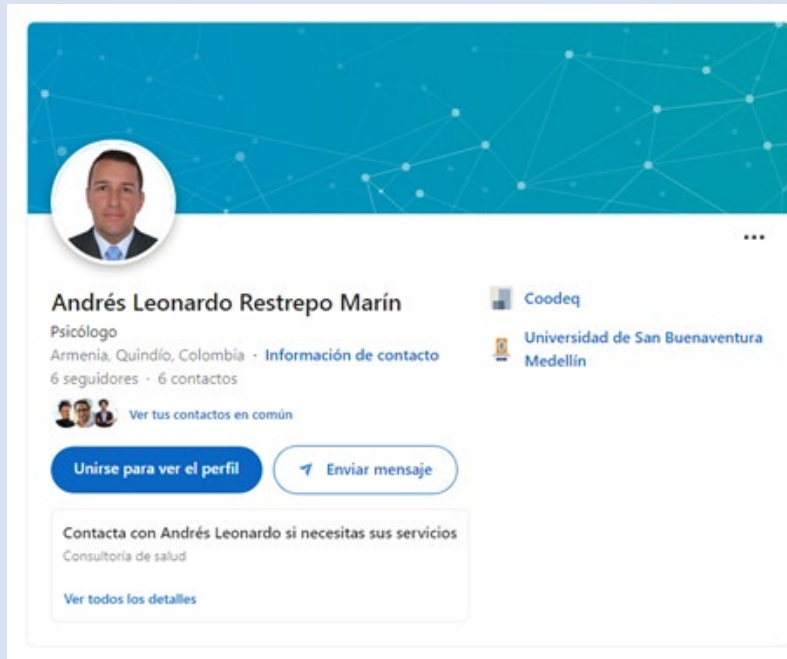 Andrés Leonardo Restrepo Marín
Psicólogo
Armenia, Quindío, Colombia · Información de contacto
6 seguidores · 6 contactos
Ver tus contactos en común
Unirse para ver el perfil
Enviar mensaje
Contacta con Andrés Leonardo si necesitas sus servicios
Consultoría de salud
Ver todos los detalles
Coodeq
Universidad de San Buenaventura
Medellín